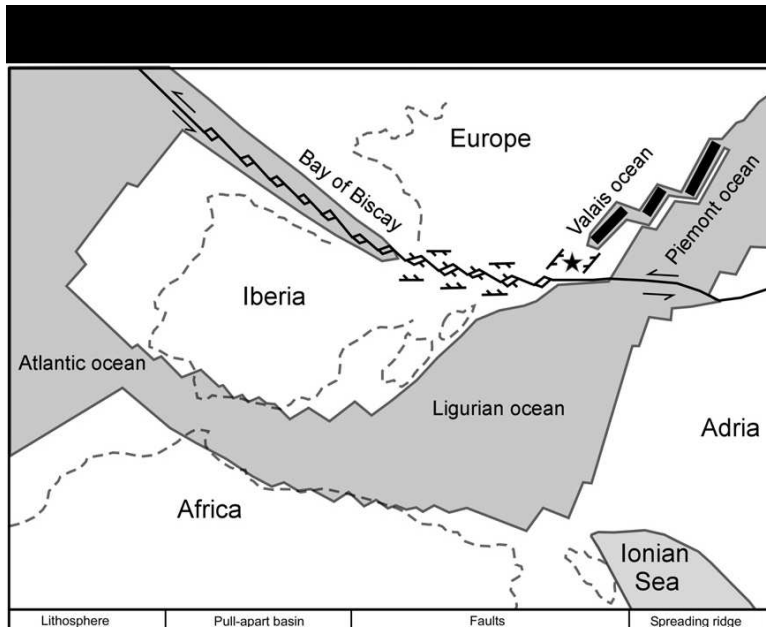 Europe
Bay of Biscay
Valais ocean
Piemont ocean
Iberia
Atlantic ocean
Ligurian ocean
Adria
Africa
Ionian
Sea
Lithosphere
Pull-apart basin
Faults
Spreading ridge